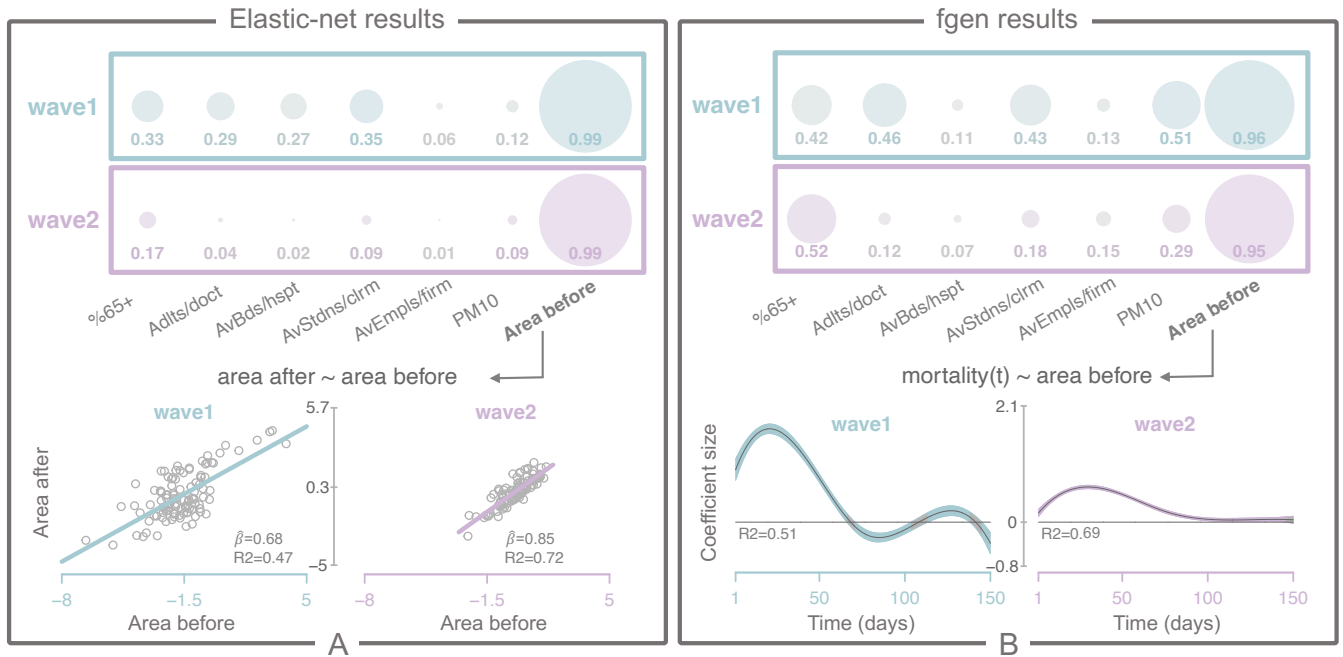 Elastic-net results
wave1
0.33 0.29 0.27 0.35 0.06 0.12 0.99
wave2
0.17 0.04 0.02 0.09 0.01 0.09 0.99
%65+ Adlts/doct AvBds/hspt AvStdns/clrm AvEmpls/firm PM10 Area before
area after ~ area before
wave1
wave2
5.7
0.3
−5
Area after
β̂=0.68
R2=0.47
β̂=0.85
R2=0.72
−8 −1.5 5
−8 −1.5 5
Area before
Area before
A
fgen results
wave1
0.42 0.46 0.11 0.43 0.13 0.51 0.96
wave2
0.52 0.12 0.07 0.18 0.15 0.29 0.95
%65+ Adlts/doct AvBds/hspt AvStdns/clrm AvEmpls/firm PM10 Area before
mortality(t) ~ area before
wave1
wave2
2.1
0
−0.8
Coefficient size
R2=0.51
R2=0.69
1 50 100 150
1 50 100 150
Time (days)
Time (days)
B